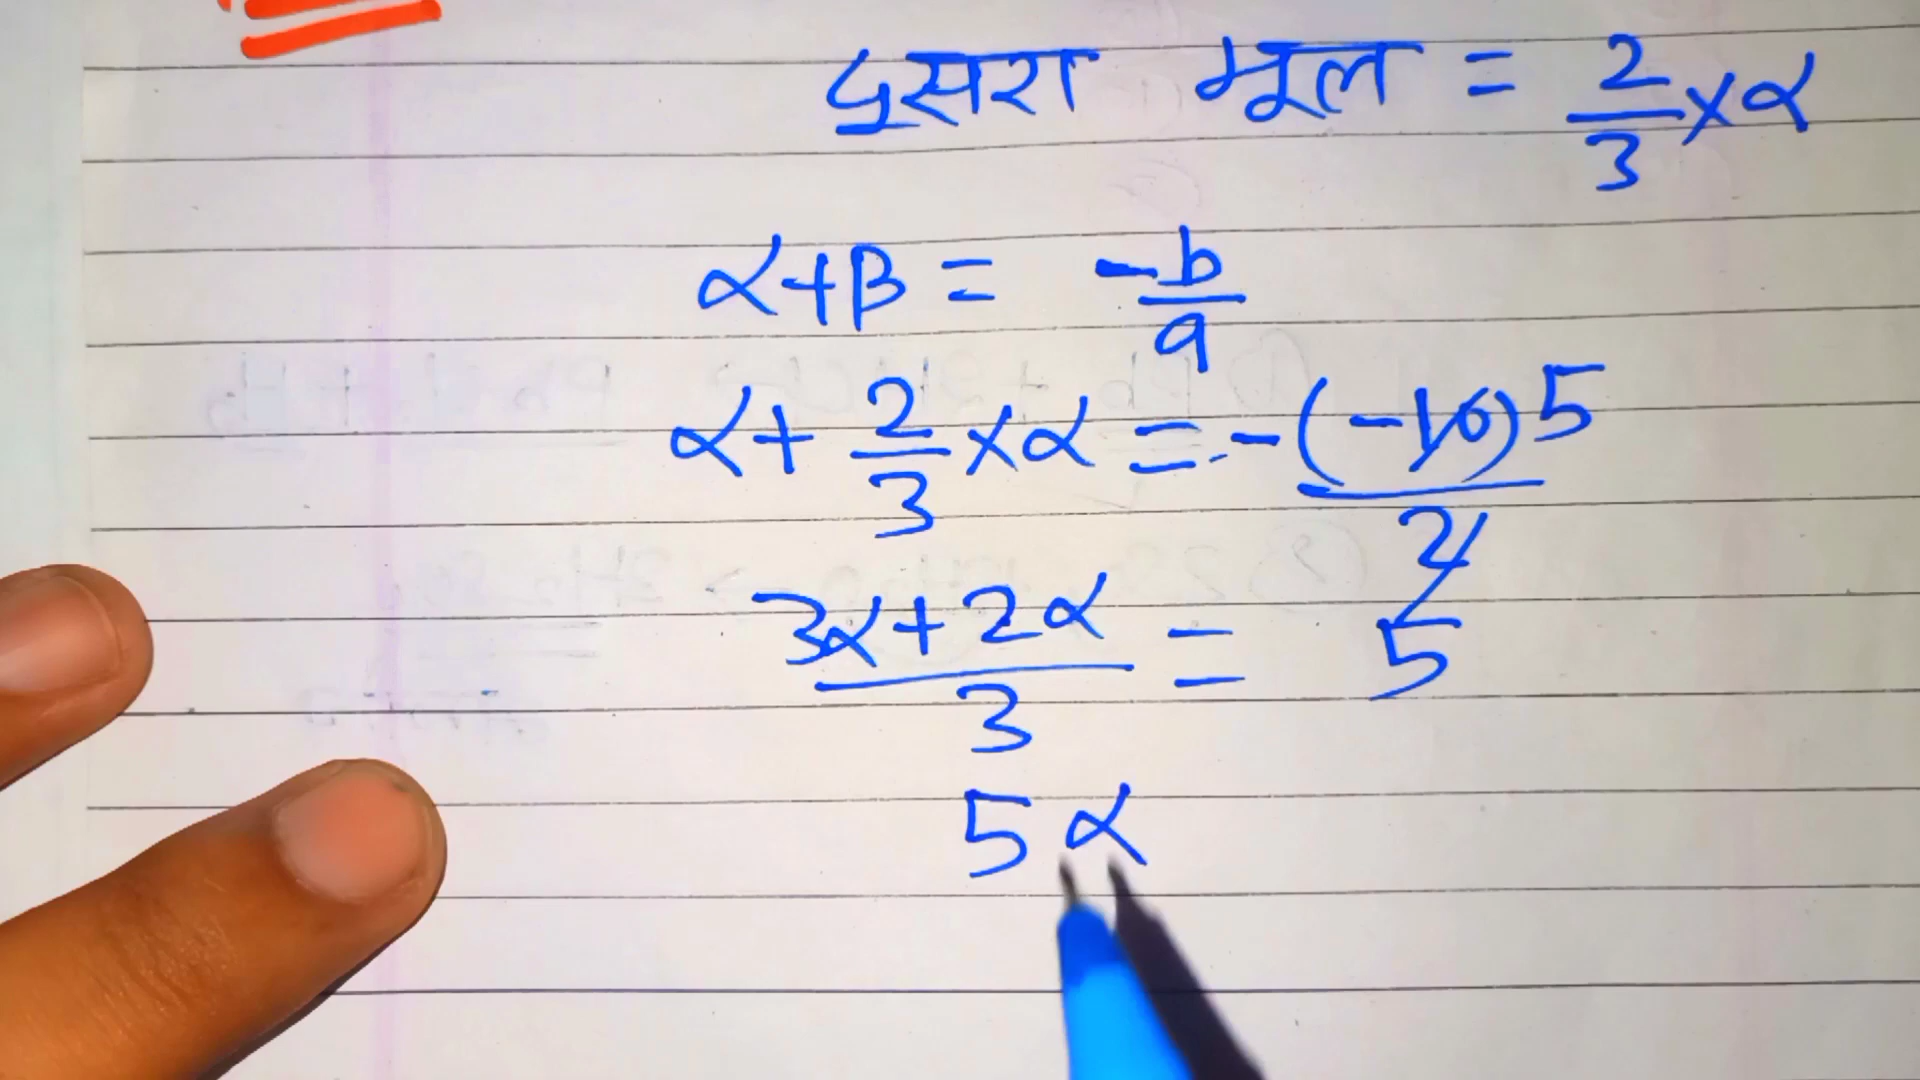 दूसरा मूल = 2/3 × α
α+β = -b/a
α + 2/3 × α = -(-10)/2 5
3α + 2α / 3 = 5
5α